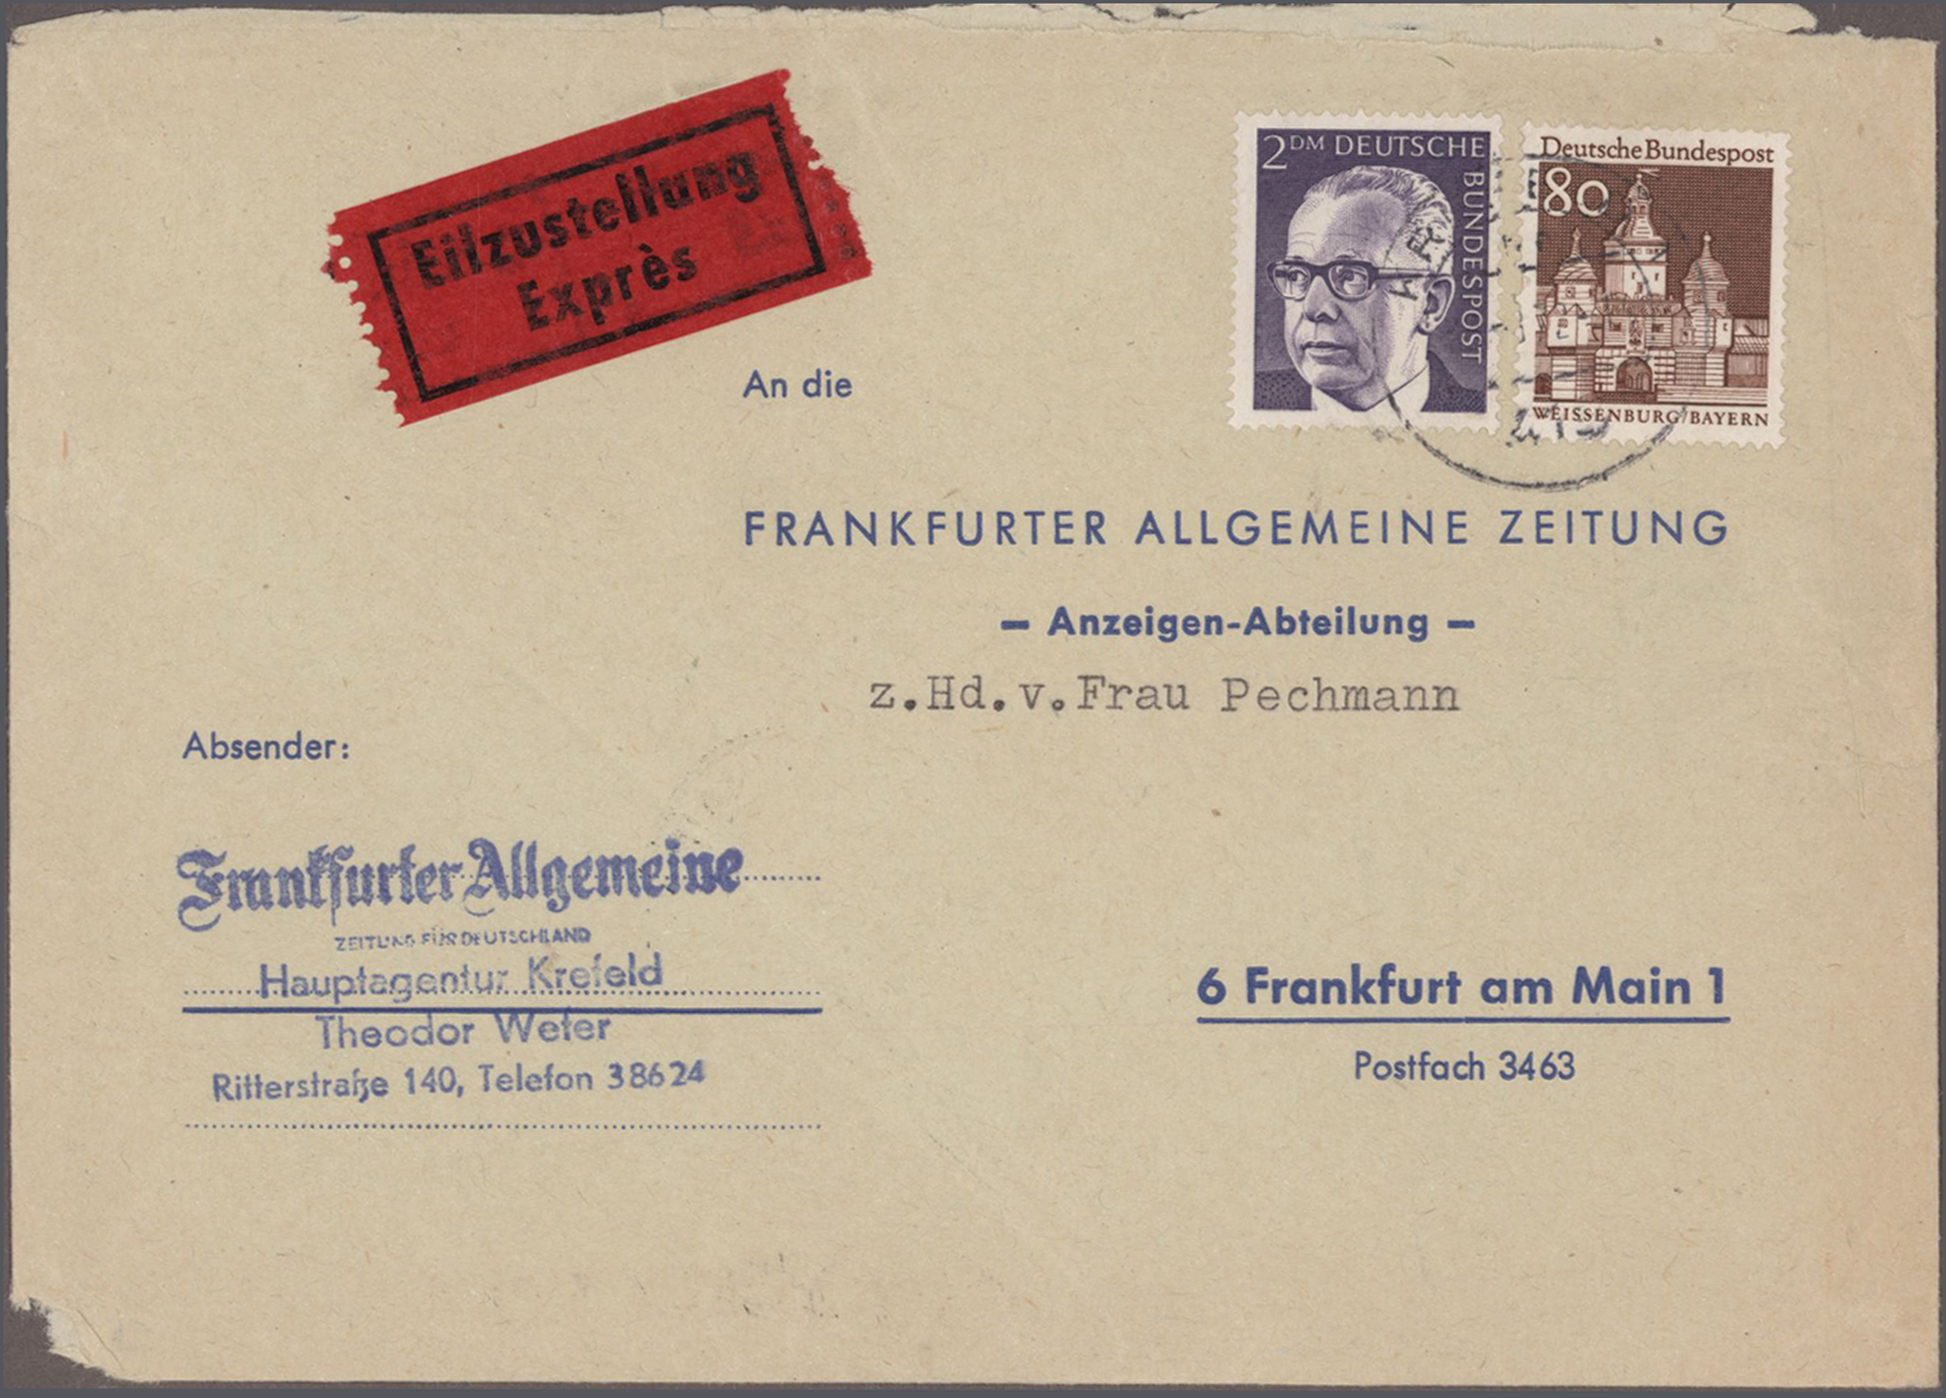 Eilzustellung
Exprès
2 DM DEUTSCHE BUNDESPOST
Deutsche Bundespost
80
WEISSENBURG/BAYERN
An die
FRANKFURTER ALLGEMEINE ZEITUNG
– Anzeigen-Abteilung –
z.Hd.v.Frau Pechmann
Absender:
Frankfurter Allgemeine
ZEITUNG FÜR DEUTSCHLAND
Hauptagentur Krefeld
Theodor Weter
Ritterstraße 140, Telefon 38624
6 Frankfurt am Main 1
Postfach 3463